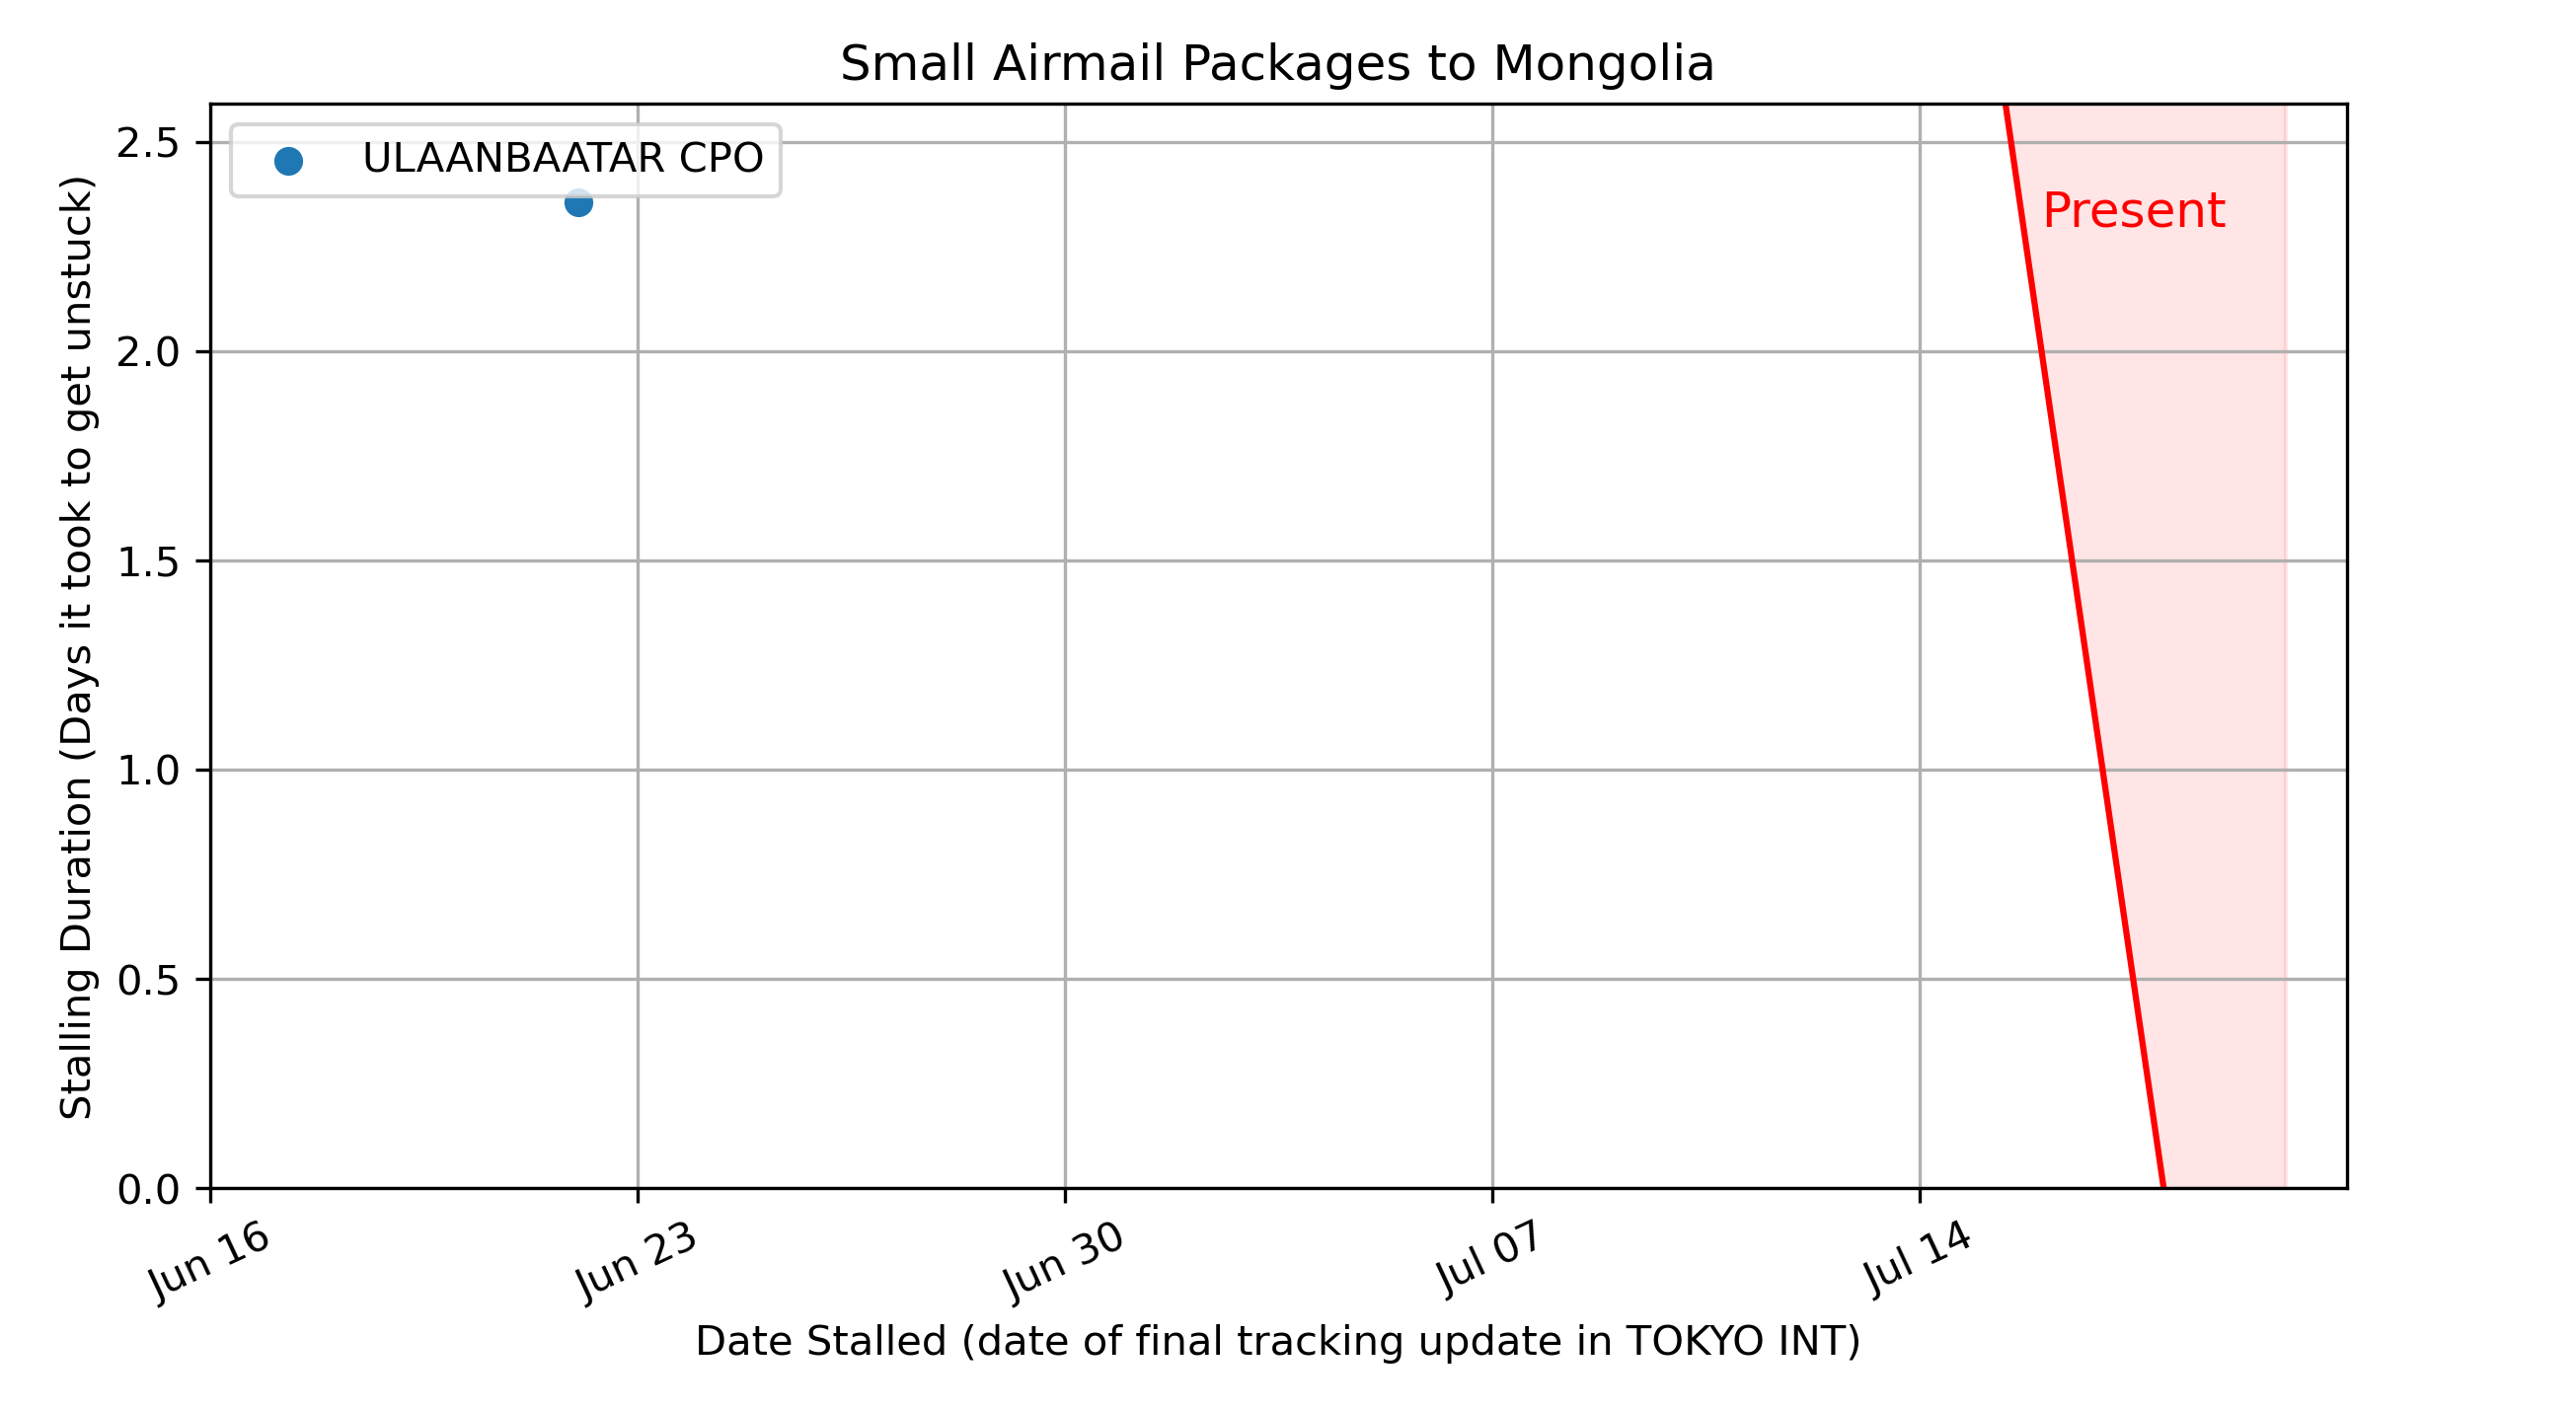 Small Airmail Packages to Mongolia
ULAANBAATAR CPO
Present
Stalling Duration (Days it took to get unstuck)
2.5
2.0
1.5
1.0
0.5
0.0
Jun 16
Jun 23
Jun 30
Jul 07
Jul 14
Date Stalled (date of final tracking update in TOKYO INT)